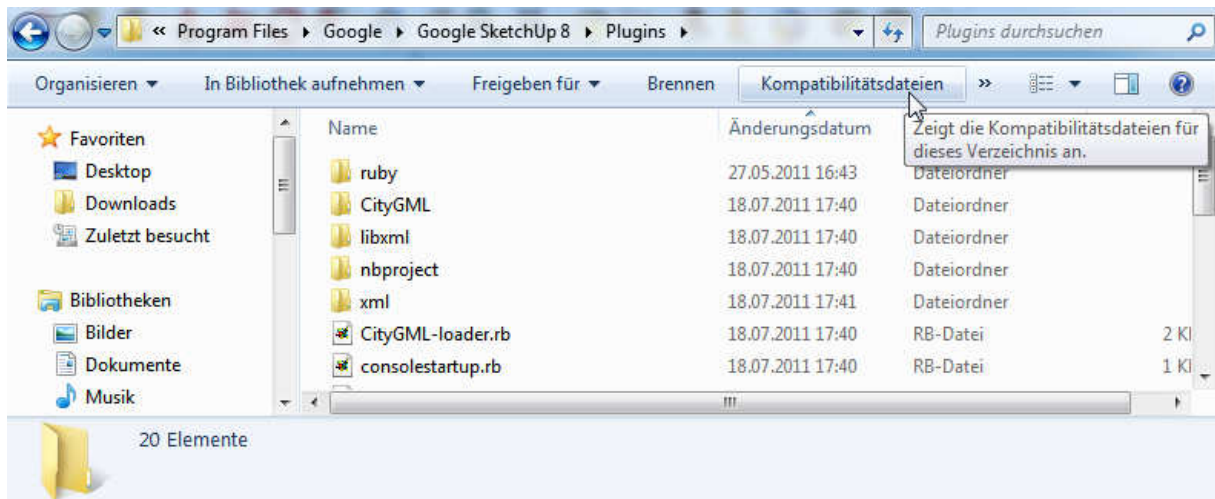 « Program Files ▸ Google ▸ Google SketchUp 8 ▸ Plugins ▸ Plugins durchsuchen
Organisieren ▾ In Bibliothek aufnehmen ▾ Freigeben für ▾ Brennen Kompatibilitätsdateien »
Zeigt die Kompatibilitätsdateien für
dieses Verzeichnis an.
Favoriten
Desktop
Downloads
Zuletzt besucht
Bibliotheken
Bilder
Dokumente
Musik
Name Änderungsdatum
ruby 27.05.2011 16:43 Dateiordner
CityGML 18.07.2011 17:40 Dateiordner
libxml 18.07.2011 17:40 Dateiordner
nbproject 18.07.2011 17:40 Dateiordner
xml 18.07.2011 17:41 Dateiordner
CityGML-loader.rb 18.07.2011 17:40 RB-Datei 2 K
consolestartup.rb 18.07.2011 17:40 RB-Datei 1 K
20 Elemente